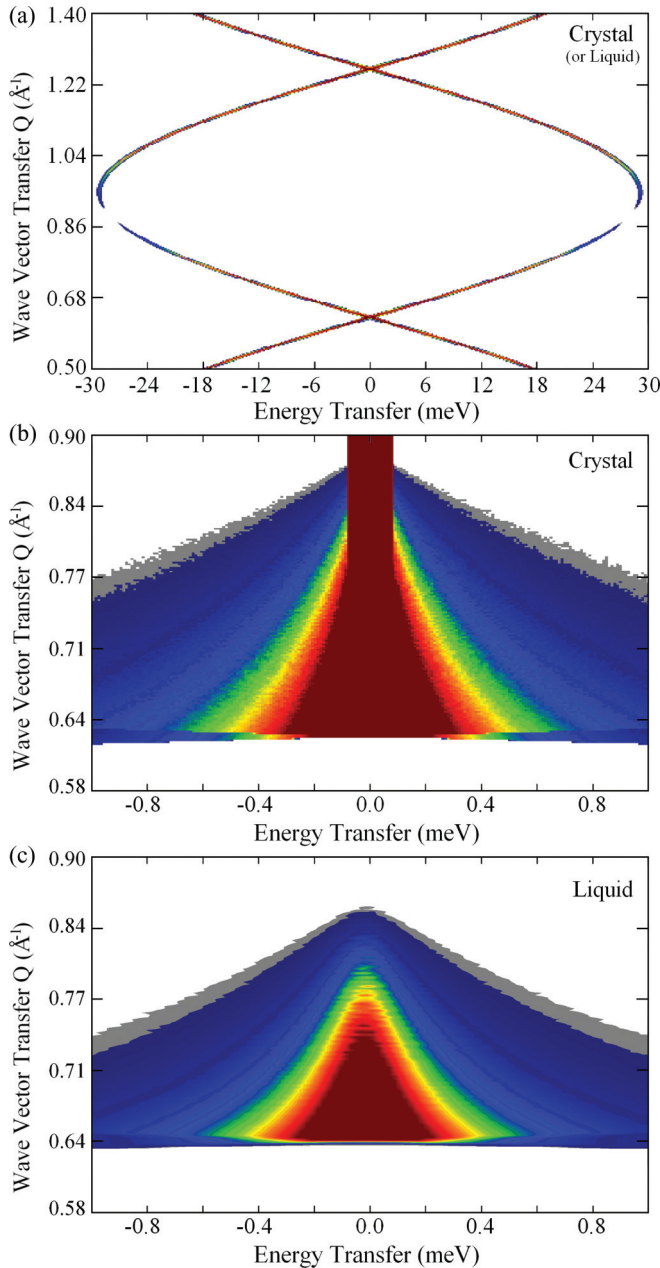 (a)
Crystal
(or Liquid)
Wave Vector Transfer Q (Å-1)
1.40
1.22
1.04
0.86
0.68
0.50
-30 -24 -18 -12 -6 0 6 12 18 24 30
Energy Transfer (meV)
(b)
Crystal
Wave Vector Transfer Q (Å-1)
0.90
0.84
0.77
0.71
0.64
0.58
-0.8 -0.4 0.0 0.4 0.8
Energy Transfer (meV)
(c)
Liquid
Wave Vector Transfer Q (Å-1)
0.90
0.84
0.77
0.71
0.64
0.58
-0.8 -0.4 0.0 0.4 0.8
Energy Transfer (meV)